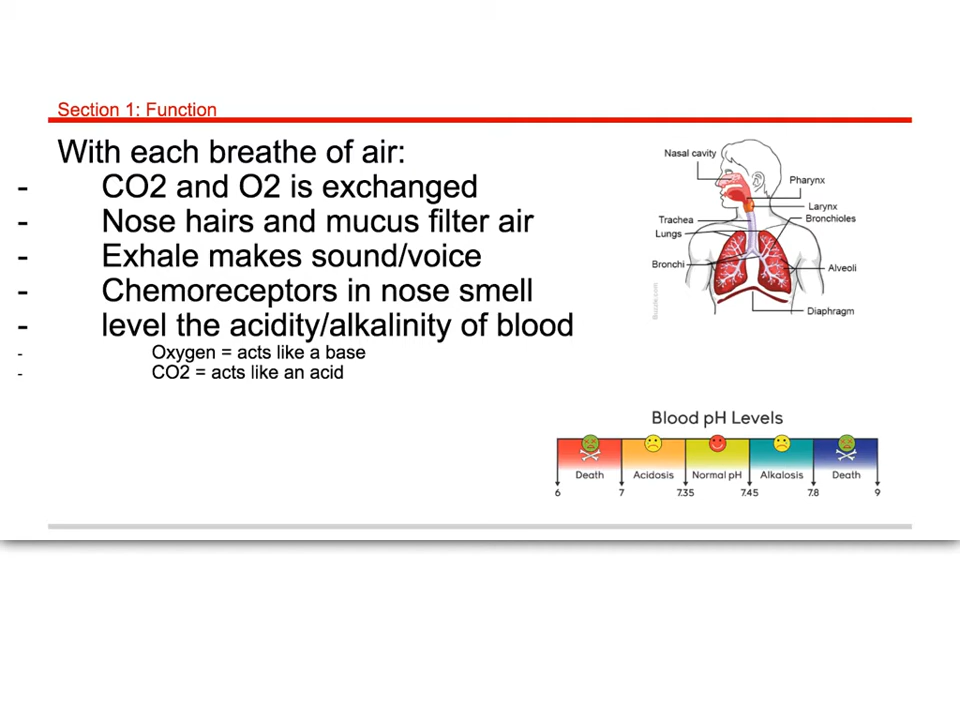 Section 1: Function
With each breathe of air:
- CO2 and O2 is exchanged
- Nose hairs and mucus filter air
- Exhale makes sound/voice
- Chemoreceptors in nose smell
- level the acidity/alkalinity of blood
- Oxygen = acts like a base
- CO2 = acts like an acid
Nasal cavity
Pharynx
Larynx
Trachea
Bronchioles
Lungs
Bronchi
Alveoli
Diaphragm
Buzzle.com
Blood pH Levels
Death Acidosis Normal pH Alkalosis Death
6 7 7.35 7.45 7.8 9